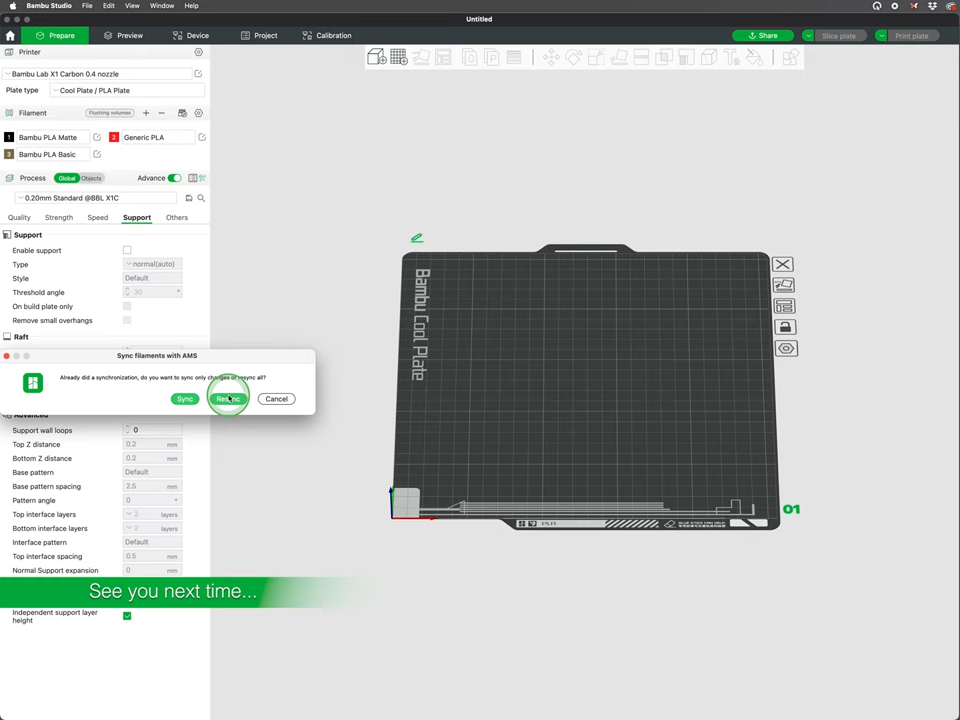 Bambu Studio File Edit View Window Help
Untitled
Prepare Preview Device Project Calibration Share Slice plate Print plate
Printer
Bambu Lab X1 Carbon 0.4 nozzle
Plate type Cool Plate / PLA Plate
Filament Flushing volumes
1 Bambu PLA Matte 2 Generic PLA
3 Bambu PLA Basic
Process Global Objects Advance
0.20mm Standard @BBL X1C
Quality Strength Speed Support Others
Support
Enable support
Type normal(auto)
Style Default
Threshold angle 30 °
On build plate only
Remove small overhangs
Raft
Sync filaments with AMS
Already did a synchronization, do you want to sync only changes or resync all?
Sync Resync Cancel
Advanced
Support wall loops 0
Top Z distance 0.2 mm
Bottom Z distance 0.2 mm
Base pattern Default
Base pattern spacing 2.5 mm
Pattern angle 0 °
Top interface layers 2 layers
Bottom interface layers 2 layers
Interface pattern Default
Top interface spacing 0.5 mm
Normal Support expansion 0 mm
See you next time...
Independent support layer
height
Bambu Cool Plate
01
PLA